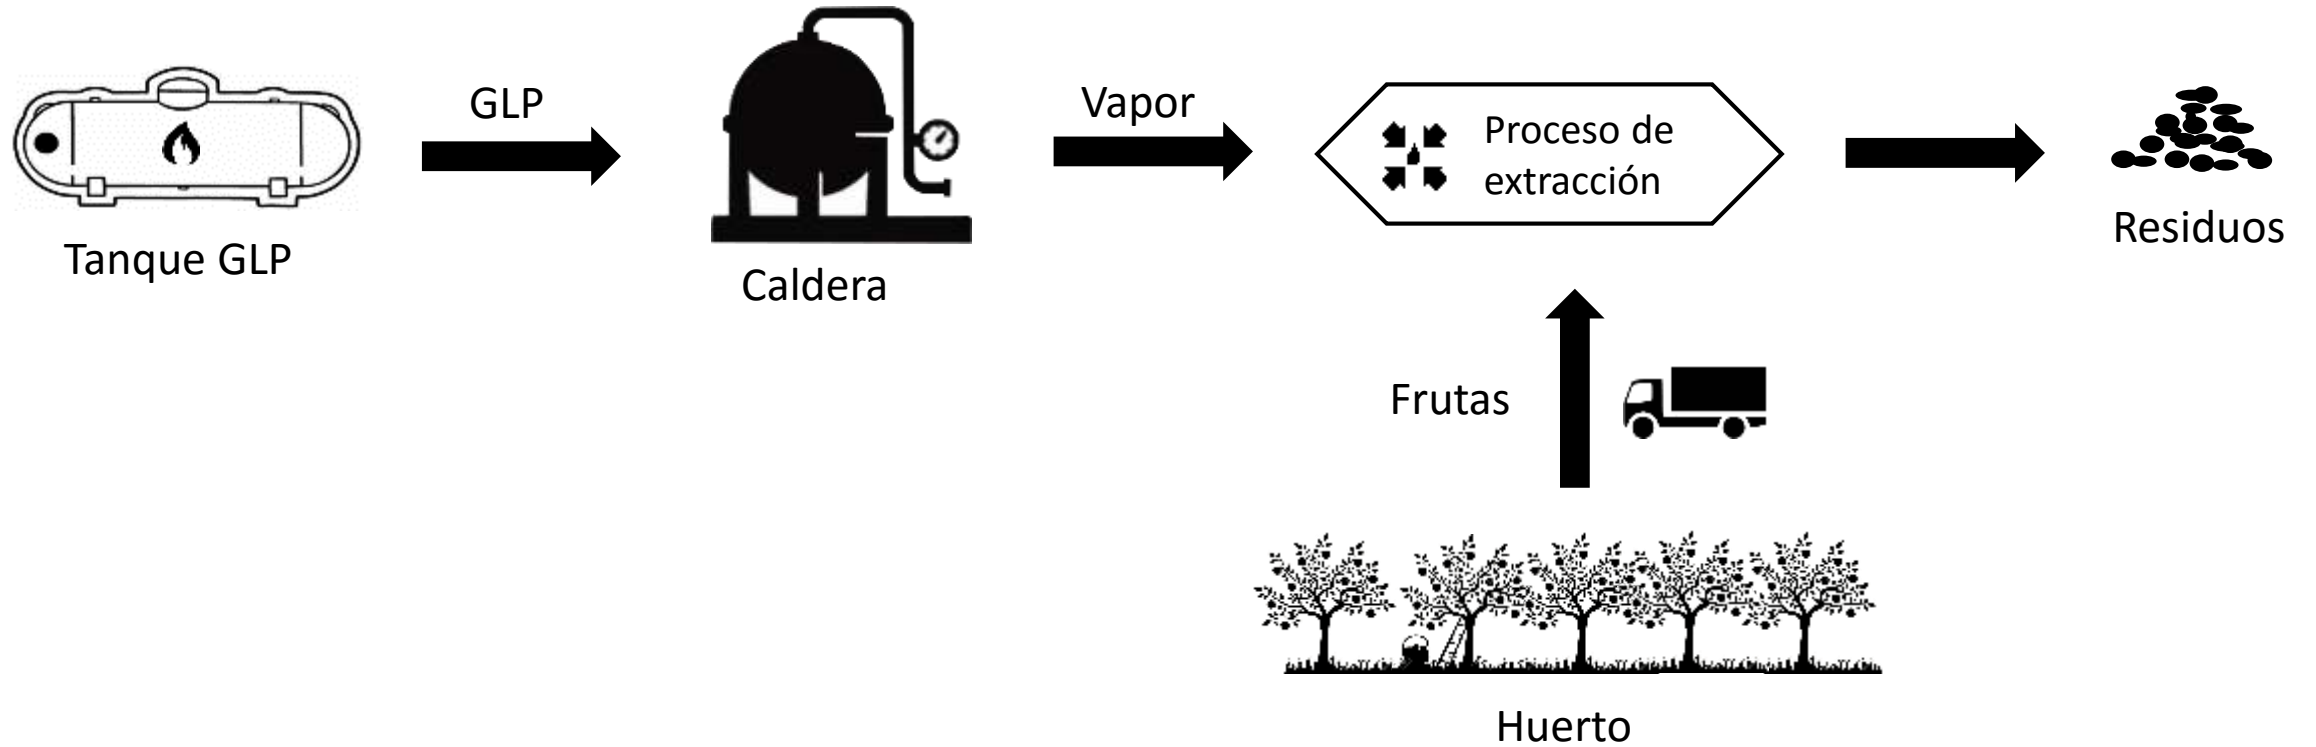 GLP
Vapor
Proceso de
extracción
Residuos
Tanque GLP
Caldera
Frutas
Huerto